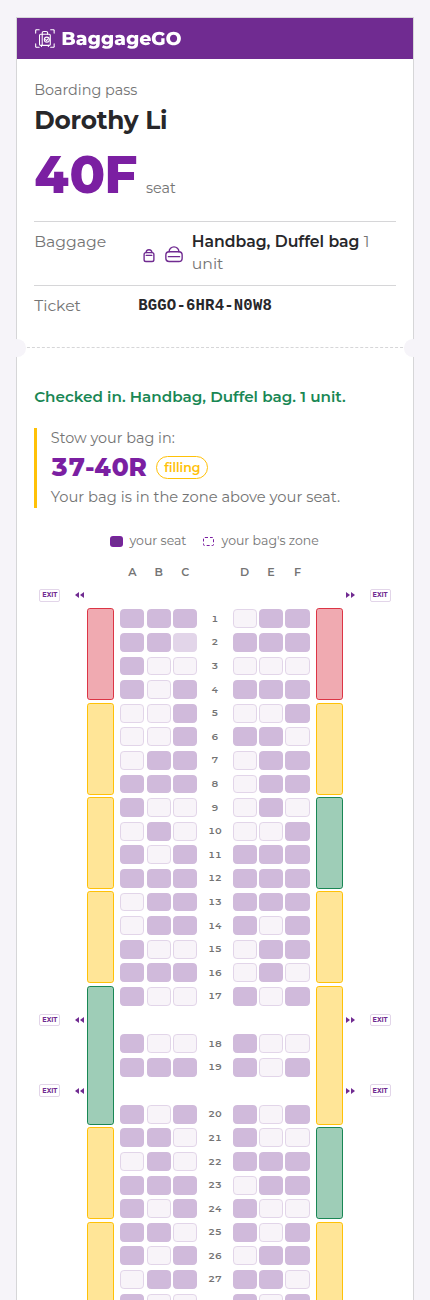 BaggageGO
Boarding pass
Dorothy Li
40F seat
Baggage Handbag, Duffel bag 1
unit
Ticket BGGO-6HR4-N0W8
Checked in. Handbag, Duffel bag. 1 unit.
Stow your bag in:
37-40R filling
Your bag is in the zone above your seat.
your seat your bag's zone
A B C D E F
EXIT EXIT
1
2
3
4
5
6
7
8
9
10
11
12
13
14
15
16
17
EXIT EXIT
18
19
EXIT EXIT
20
21
22
23
24
25
26
27